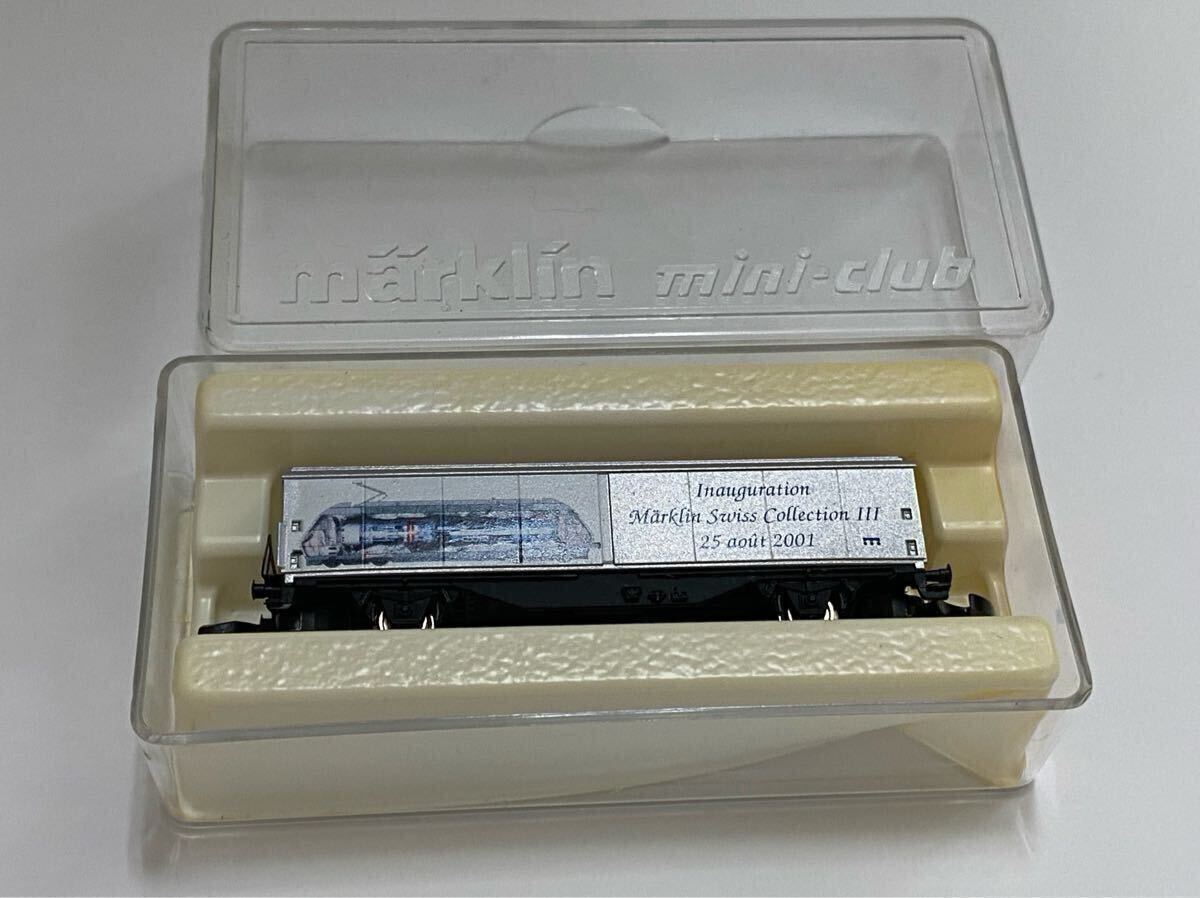 märklin mini-club
Inauguration
Märklin Swiss Collection III
25 août 2001